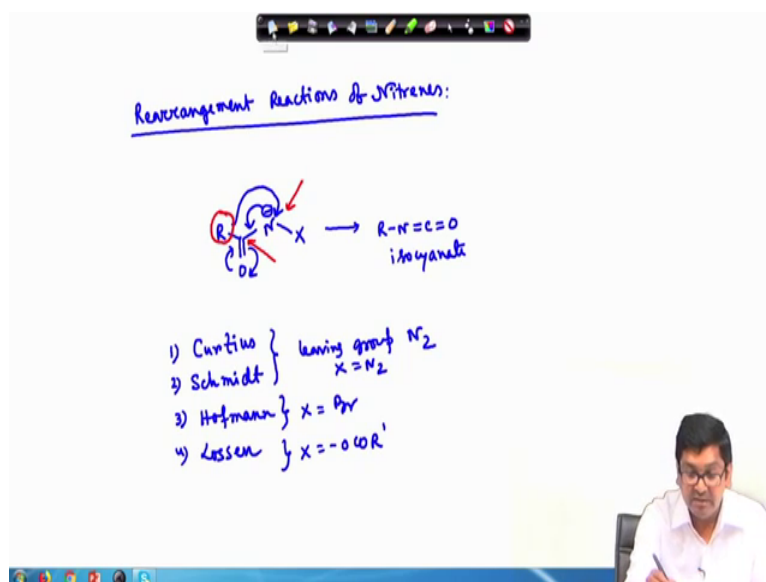 Rearrangement Reactions of Nitrenes:
R N X O
R-N=C=O
isocyanate
1) Curtius } leaving group N2
2) Schmidt } X = N2
3) Hofmann } X = Br
4) Lossen } X = -OCOR'